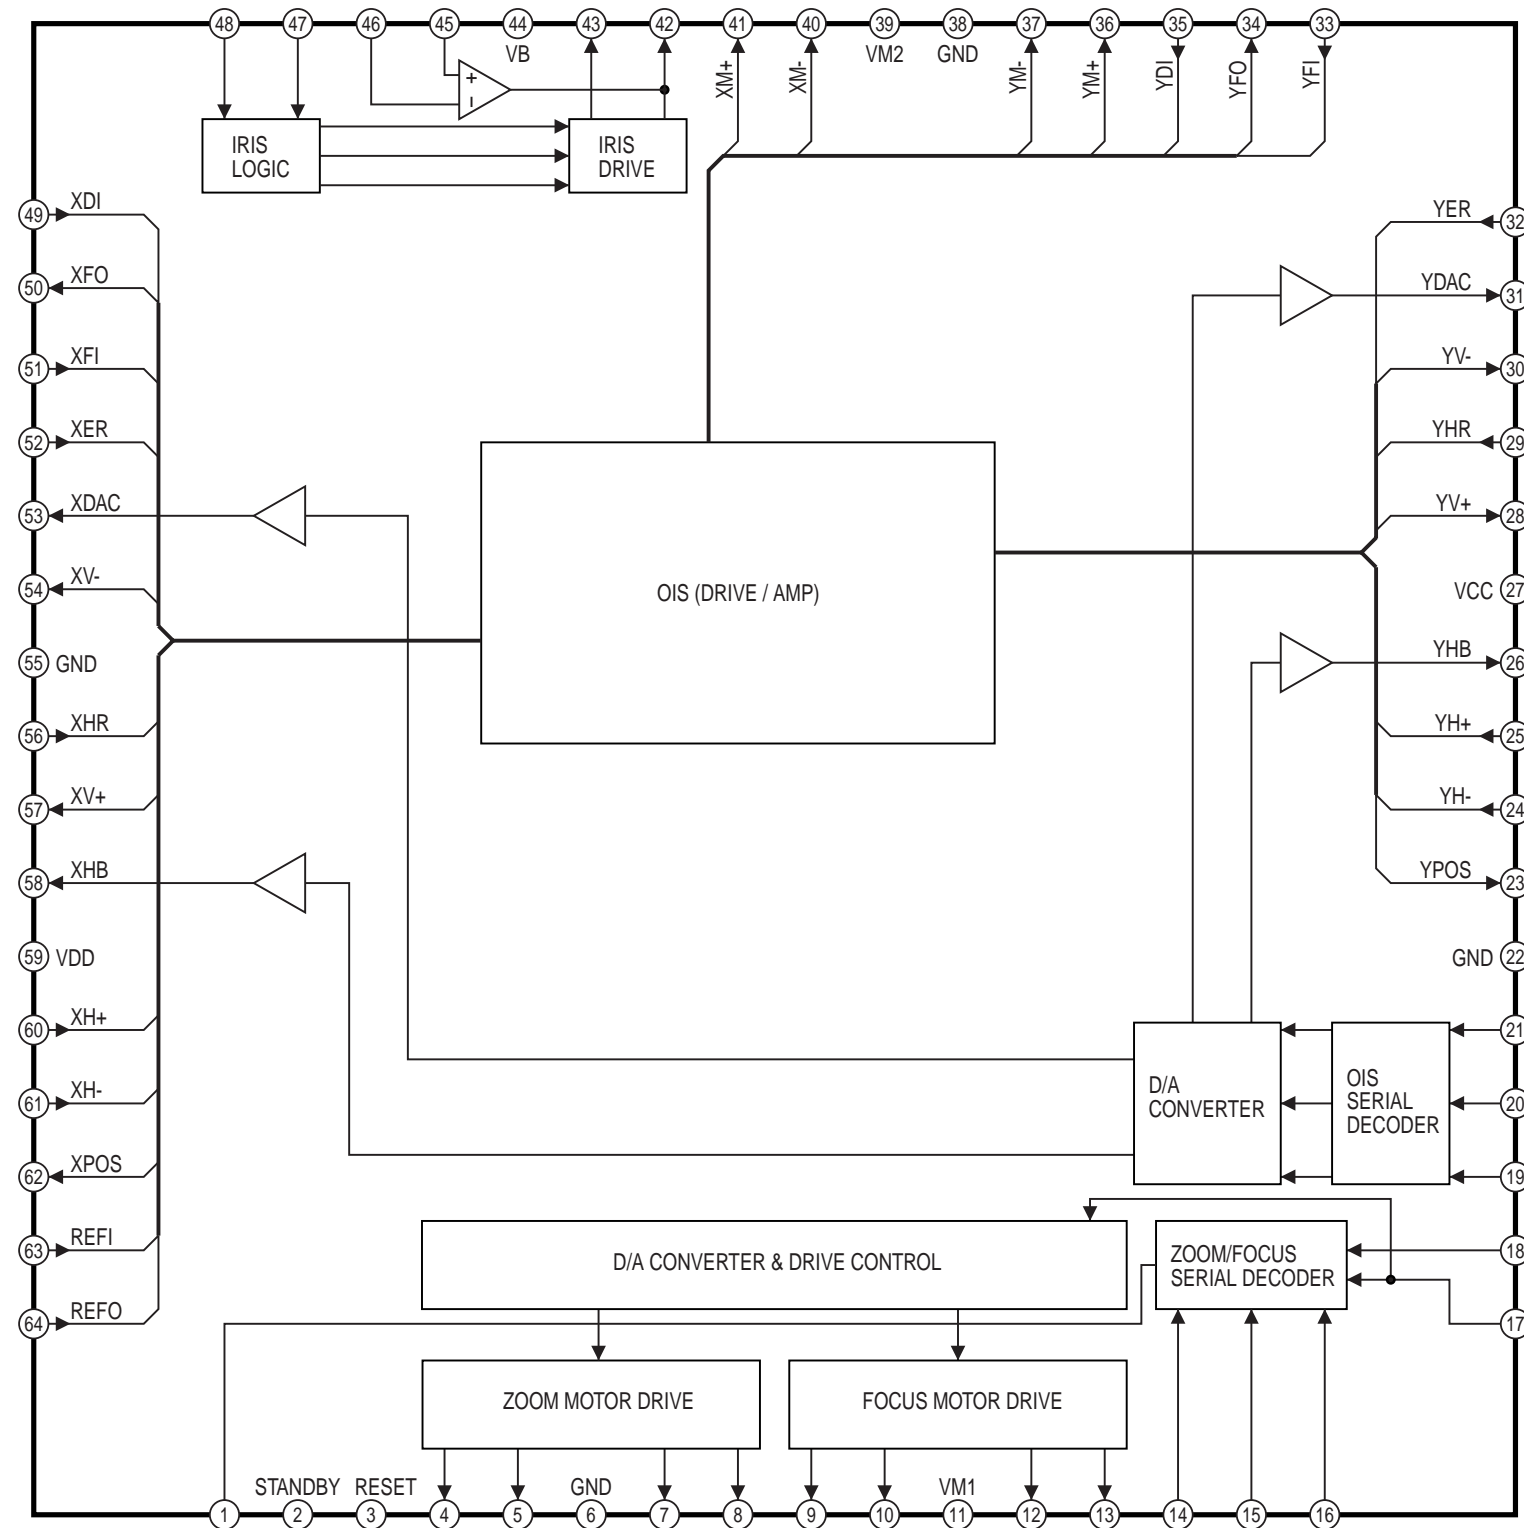 48 47 46 45 44 43 42 41 40 39 38 37 36 35 34 33
VB VM2 GND
XM+ XM- YM- YM+ YDI YFO YFI
+
-
IRIS
LOGIC
IRIS
DRIVE
49 XDI
50 XFO
51 XFI
52 XER
53 XDAC
54 XV-
55 GND
56 XHR
57 XV+
58 XHB
59 VDD
60 XH+
61 XH-
62 XPOS
63 REFI
64 REFO
OIS (DRIVE / AMP)
YER 32
YDAC 31
YV- 30
YHR 29
YV+ 28
VCC 27
YHB 26
YH+ 25
YH- 24
YPOS 23
GND 22
21
20
19
18
17
D/A
CONVERTER
OIS
SERIAL
DECODER
D/A CONVERTER & DRIVE CONTROL
ZOOM/FOCUS
SERIAL DECODER
ZOOM MOTOR DRIVE
FOCUS MOTOR DRIVE
STANDBY RESET GND VM1
1 2 3 4 5 6 7 8 9 10 11 12 13 14 15 16